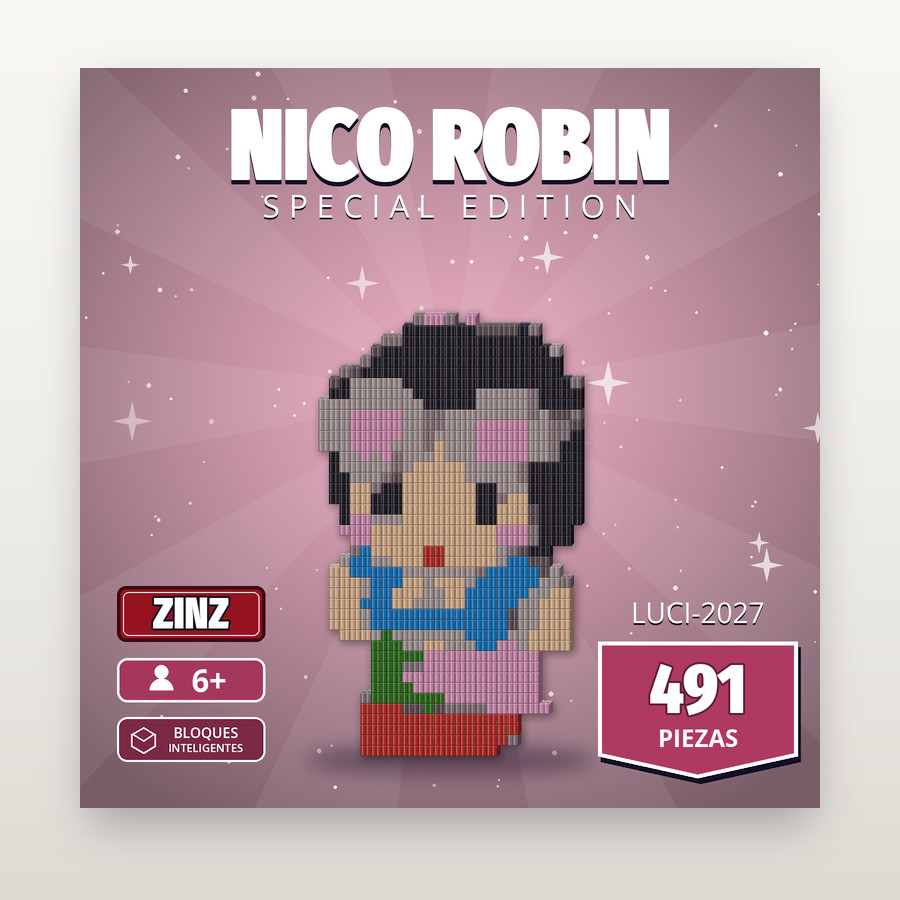 NICO ROBIN
SPECIAL EDITION
ZINZ
6+
BLOQUES
INTELIGENTES
LUCI-2027
491
PIEZAS